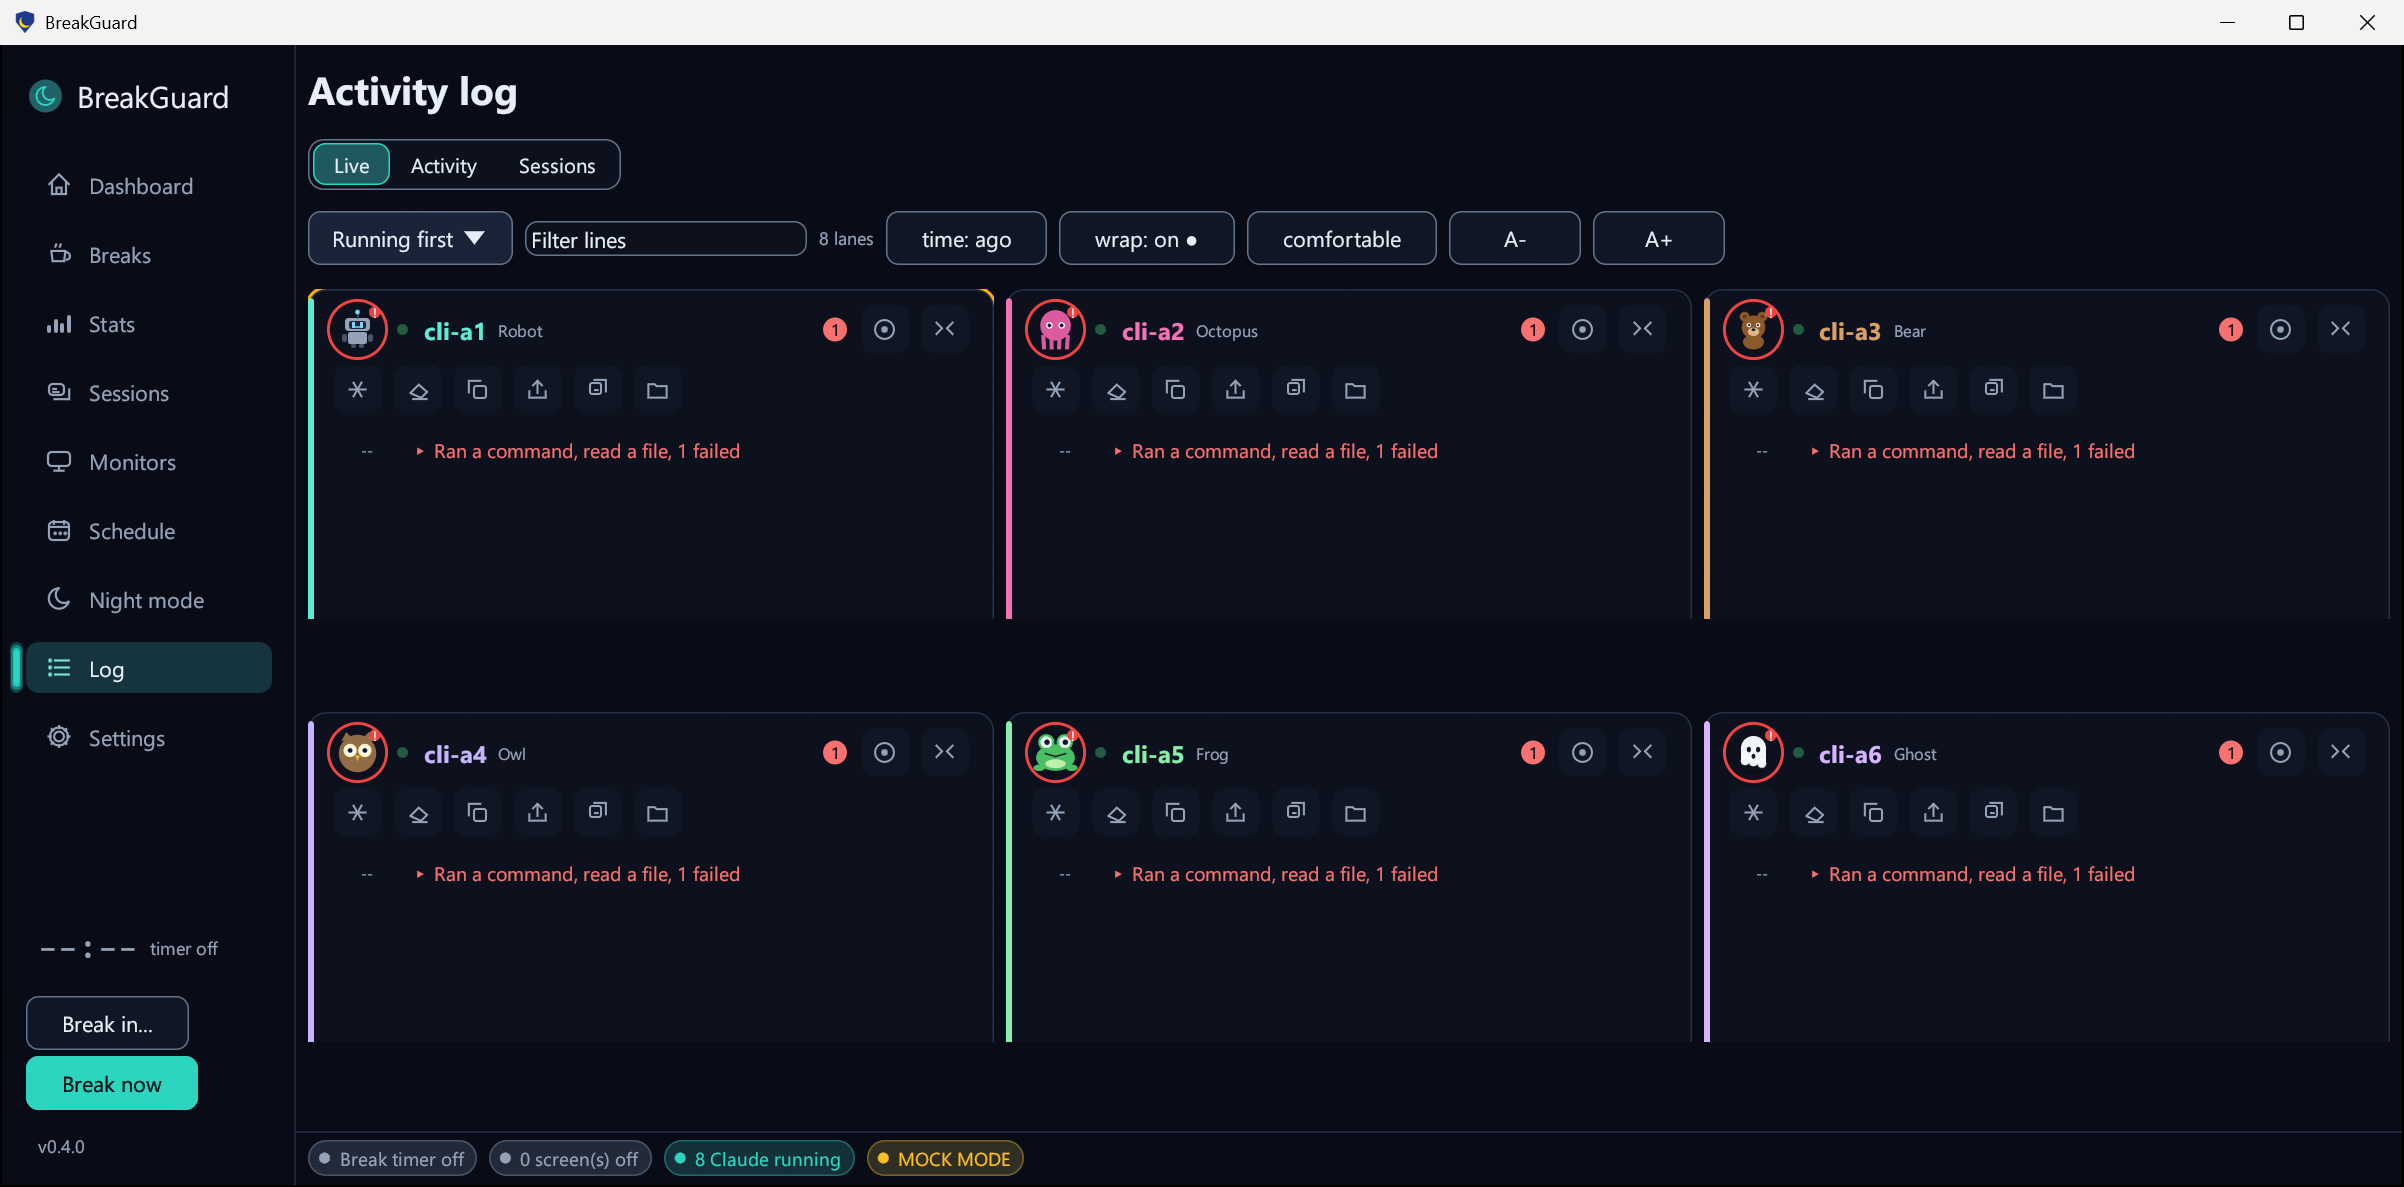 BreakGuard
BreakGuard
Dashboard
Breaks
Stats
Sessions
Monitors
Schedule
Night mode
Log
Settings
--:-- timer off
Break in...
Break now
v0.4.0
Activity log
Live Activity Sessions
Running first Filter lines 8 lanes time: ago wrap: on ● comfortable A- A+
cli-a1 Robot 1
-- Ran a command, read a file, 1 failed
cli-a2 Octopus 1
-- Ran a command, read a file, 1 failed
cli-a3 Bear 1
-- Ran a command, read a file, 1 failed
cli-a4 Owl 1
-- Ran a command, read a file, 1 failed
cli-a5 Frog 1
-- Ran a command, read a file, 1 failed
cli-a6 Ghost 1
-- Ran a command, read a file, 1 failed
Break timer off 0 screen(s) off 8 Claude running MOCK MODE